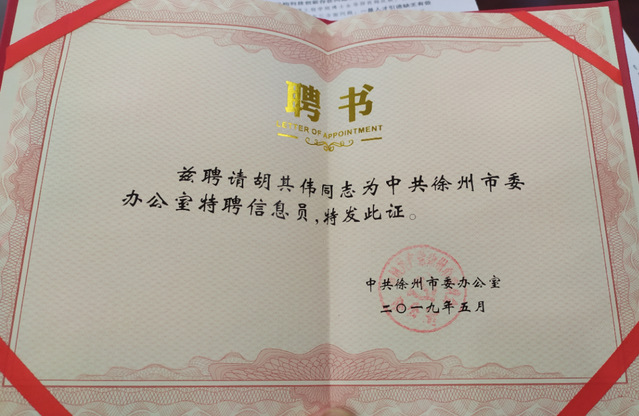 聘书
LETTER OF APPOINTMENT
兹聘请胡其伟同志为中共徐州市委
办公室特聘信息员,特发此证。
中共徐州市委办公室
二〇一九年五月